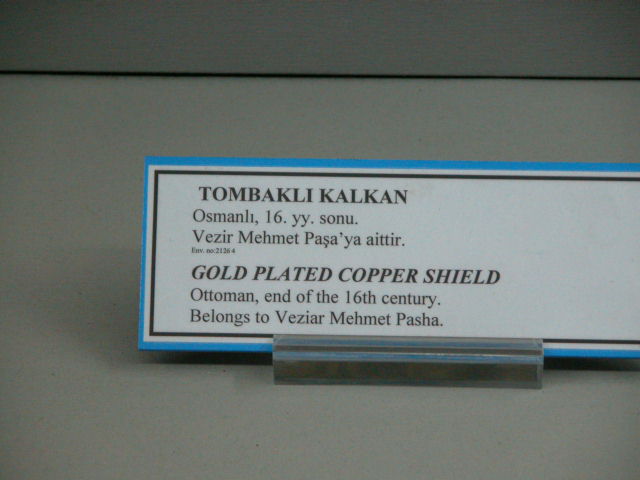 TOMBAKLI KALKAN
Osmanlı, 16. yy. sonu.
Vezir Mehmet Paşa'ya aittir.
Env. no:2126 4
GOLD PLATED COPPER SHIELD
Ottoman, end of the 16th century.
Belongs to Veziar Mehmet Pasha.